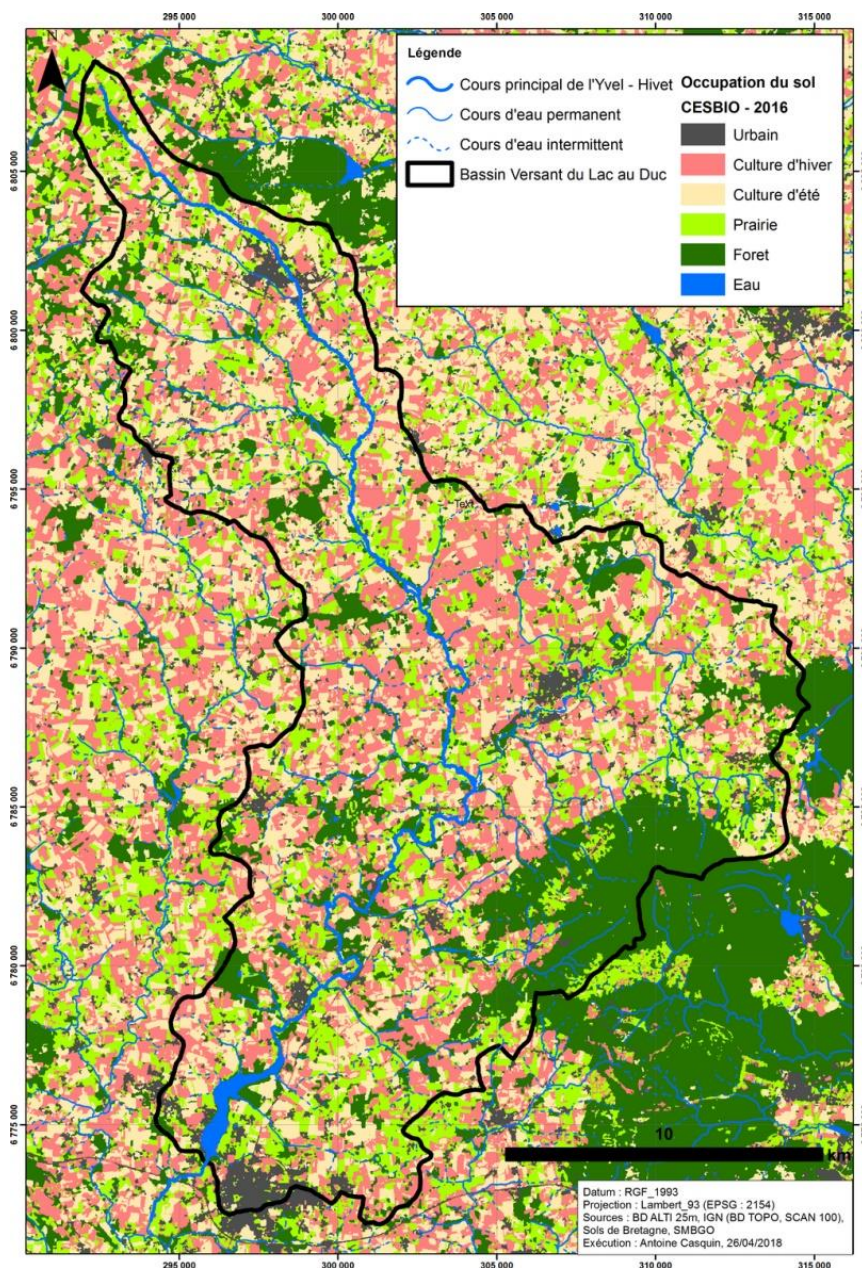 295 000 300 000 305 000 310 000 315 000
Légende
Cours principal de l'Yvel - Hivet
Cours d'eau permanent
Cours d'eau intermittent
Bassin Versant du Lac au Duc
Occupation du sol
CESBIO - 2016
Urbain
Culture d'hiver
Culture d'été
Prairie
Foret
Eau
6 805 000
6 800 000
6 795 000
6 790 000
6 785 000
6 780 000
6 775 000
Text
10
km
Datum : RGF_1993
Projection : Lambert_93 (EPSG : 2154)
Sources : BD ALTI 25m, IGN (BD TOPO, SCAN 100),
Sols de Bretagne, SMBGO
Exécution : Antoine Casquin, 26/04/2018
295 000 300 000 305 000 310 000 315 000